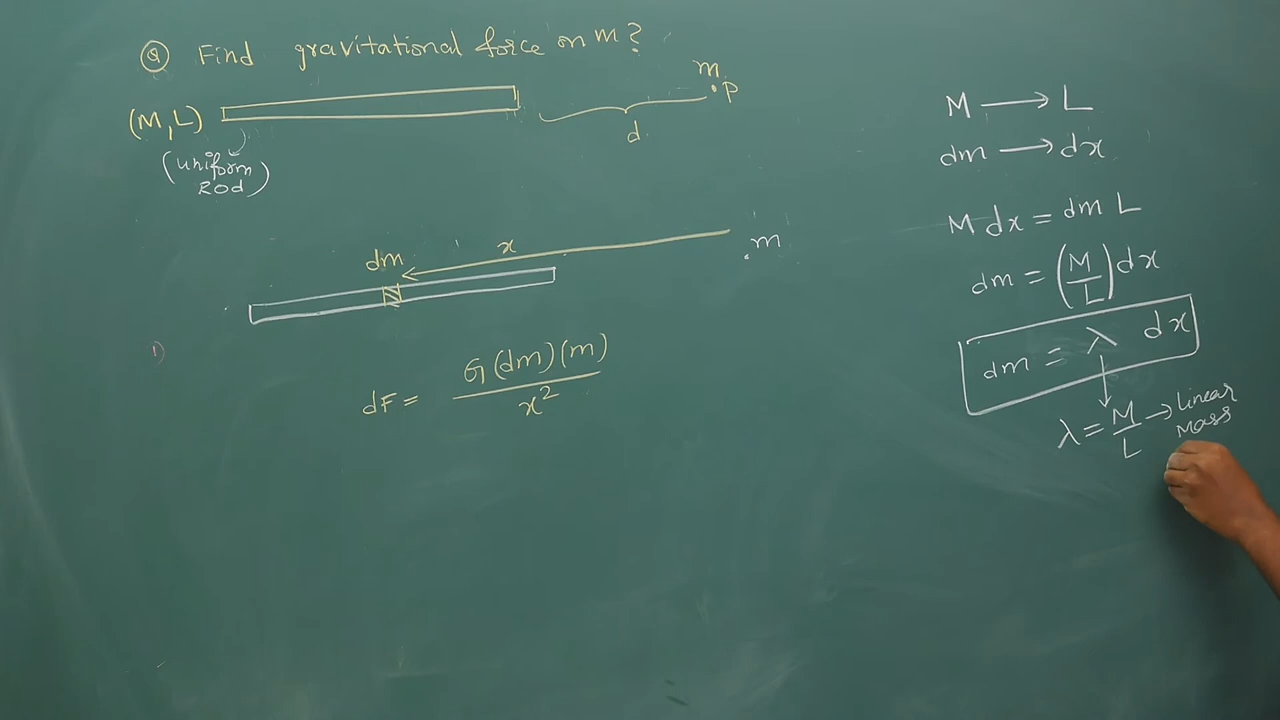 Q Find gravitational force on m?
m
(M,L)
.P
d
(uniform
ROD)
dm x
.m
1)
dF = G(dm)(m)
x²
M → L
dm → dx
M dx = dm L
dm = (M/L) dx
dm = λ dx
λ = M/L → Linear
Mass